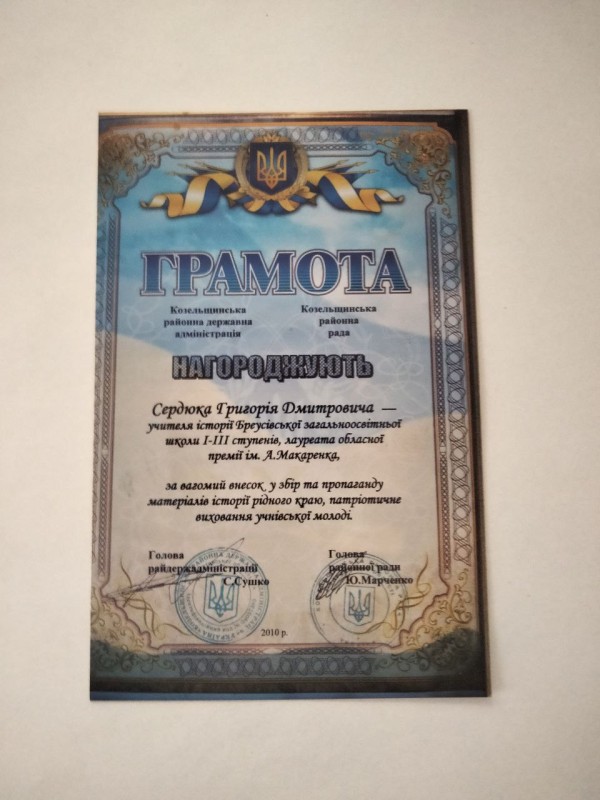 ГРАМОТА
Козельщинська
районна державна
адміністрація
Козельщинська
районна
рада
НАГОРОДЖУЮТЬ
Сердюка Григорія Дмитровича —
учителя історії Бреусівської загальноосвітньої
школи І-ІІІ ступенів, лауреата обласної
премії ім. А.Макаренка,
за вагомий внесок у збір та пропаганду
матеріалів історії рідного краю, патріотичне
виховання учнівської молоді.
Голова
райдержадміністрації
С.Сушко
Голова
районної ради
Ю.Марченко
2010 р.